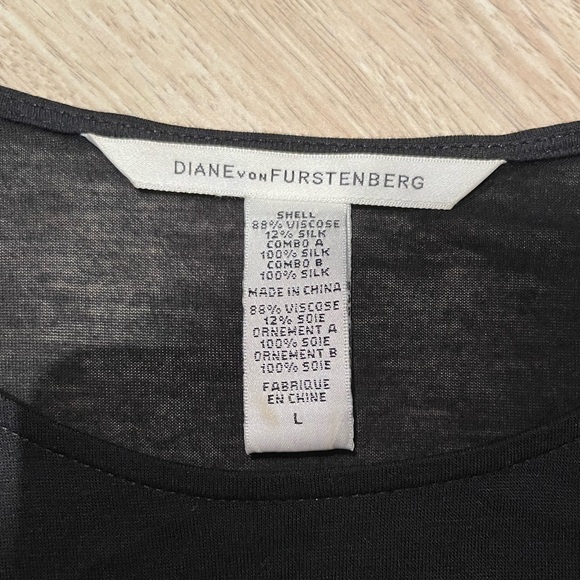 DIANE VON FURSTENBERG
SHELL
88% VISCOSE
12% SILK
COMBO A
100% SILK
COMBO B
100% SILK
MADE IN CHINA
88% VISCOSE
12% SOIE
ORNEMENT A
100% SOIE
ORNEMENT B
100% SOIE
FABRIQUE
EN CHINE
L